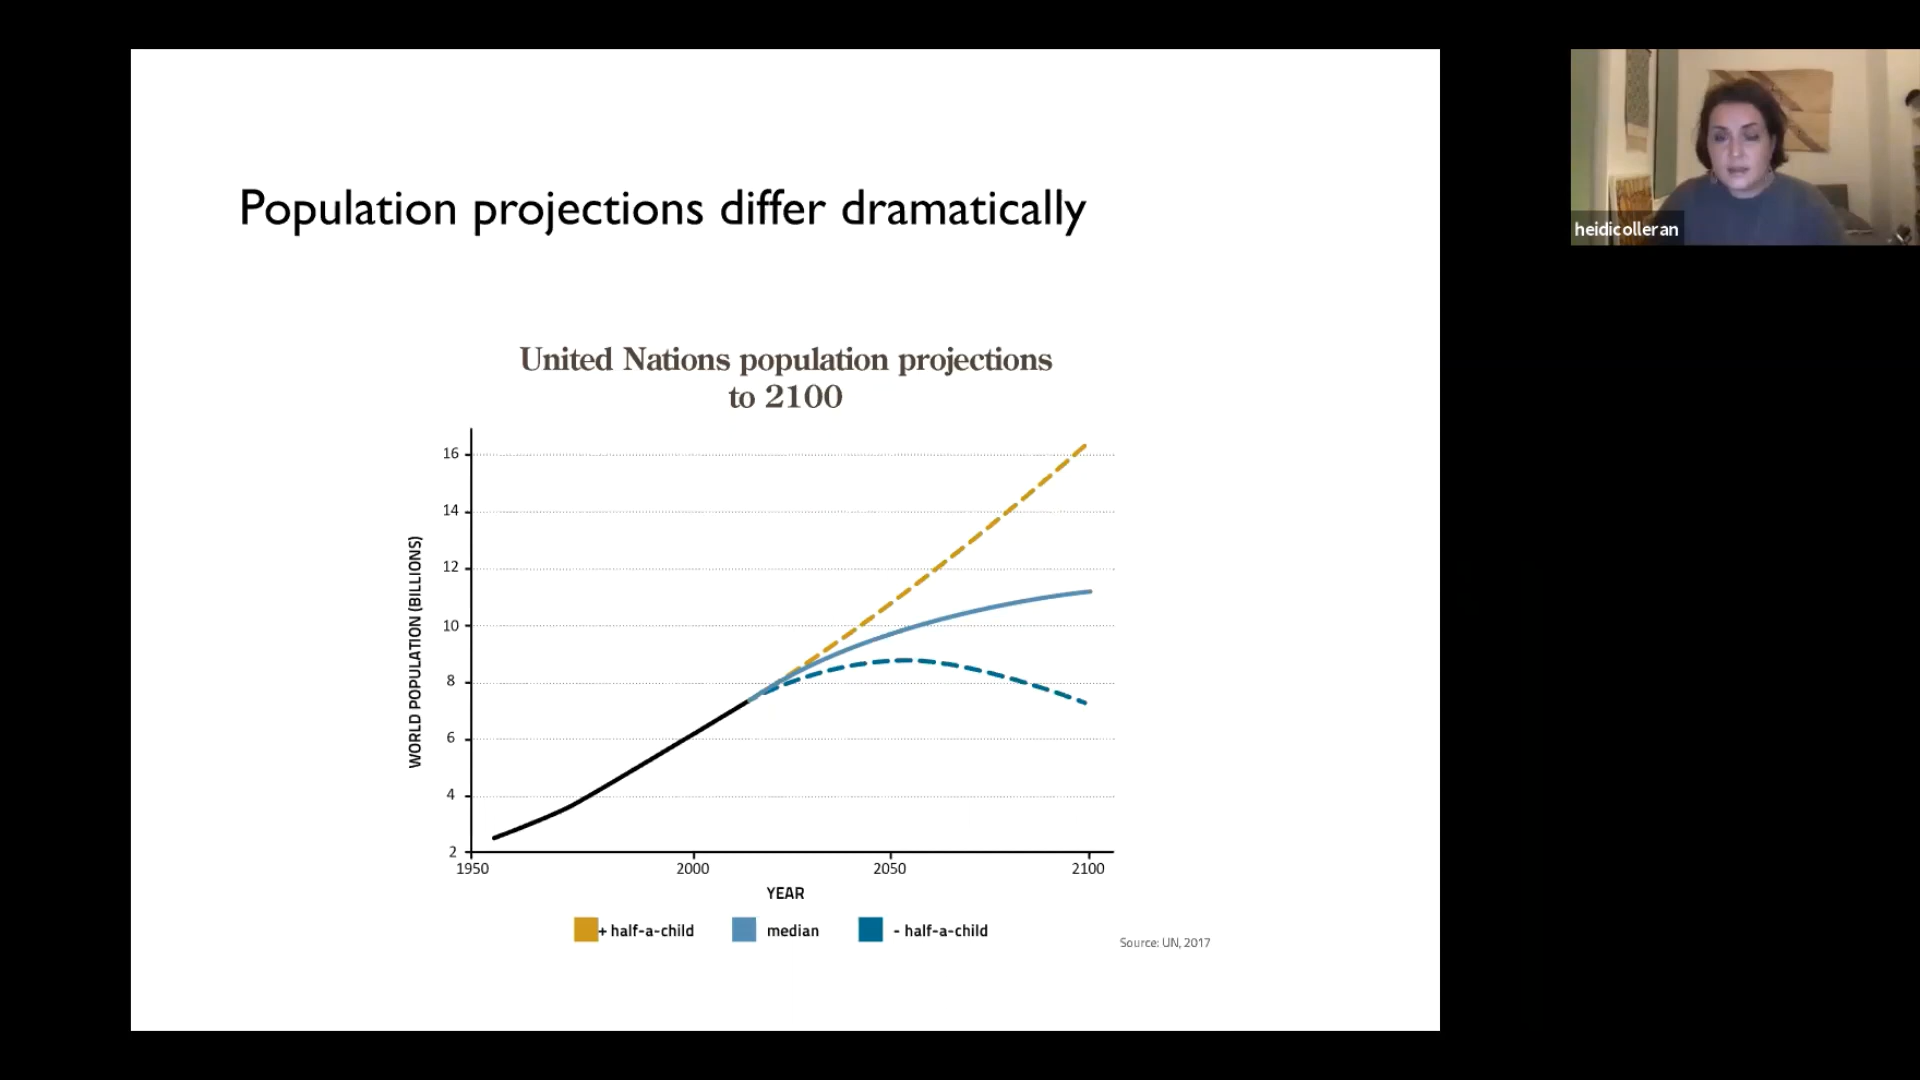 Population projections differ dramatically
heidicolleran
United Nations population projections
to 2100
16
14
12
10
8
6
4
2
WORLD POPULATION (BILLIONS)
1950 2000 2050 2100
YEAR
+ half-a-child median - half-a-child
Source: UN, 2017